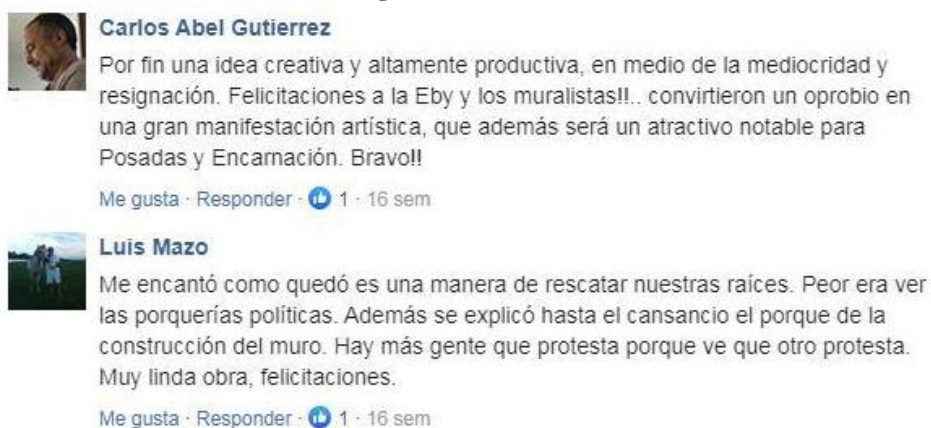 Carlos Abel Gutierrez
Por fin una idea creativa y altamente productiva, en medio de la mediocridad y
resignación. Felicitaciones a la Eby y los muralistas!!.. convirtieron un oprobio en
una gran manifestación artística, que además será un atractivo notable para
Posadas y Encarnación. Bravo!!
Me gusta · Responder · 1 · 16 sem
Luis Mazo
Me encantó como quedó es una manera de rescatar nuestras raíces. Peor era ver
las porquerías políticas. Además se explicó hasta el cansancio el porque de la
construcción del muro. Hay más gente que protesta porque ve que otro protesta.
Muy linda obra, felicitaciones.
Me gusta · Responder · 1 · 16 sem